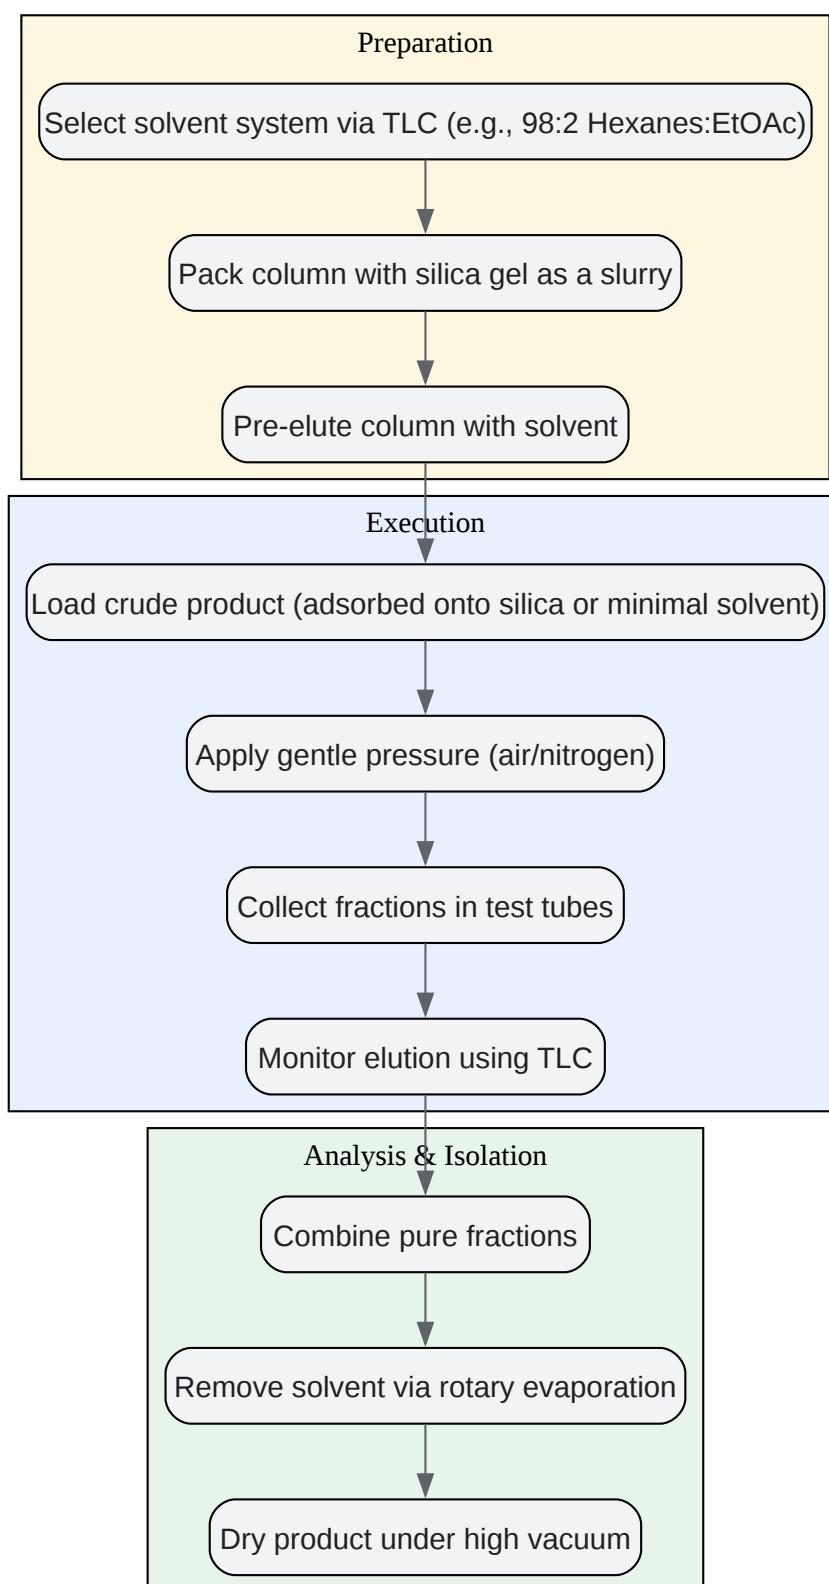 Preparation
Select solvent system via TLC (e.g., 98:2 Hexanes:EtOAc)
Pack column with silica gel as a slurry
Pre-elute column with solvent
Execution
Load crude product (adsorbed onto silica or minimal solvent)
Apply gentle pressure (air/nitrogen)
Collect fractions in test tubes
Monitor elution using TLC
Analysis & Isolation
Combine pure fractions
Remove solvent via rotary evaporation
Dry product under high vacuum